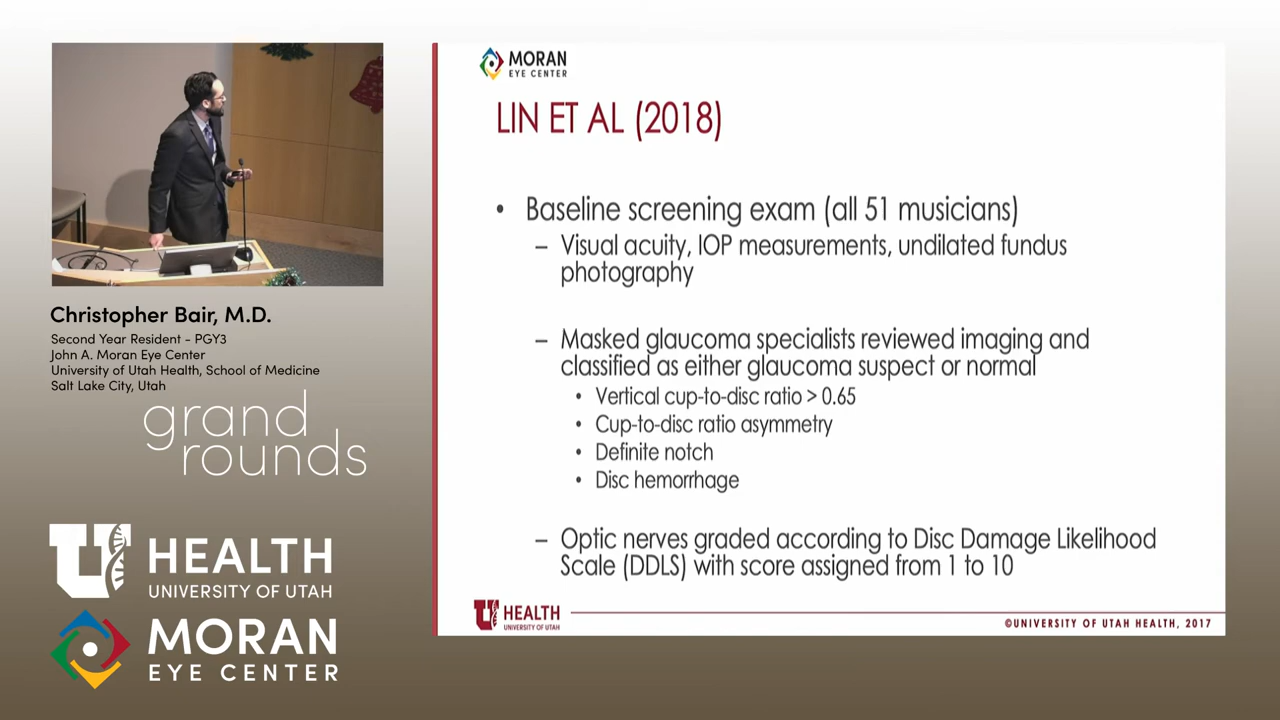 MORAN
EYE CENTER
LIN ET AL (2018)
• Baseline screening exam (all 51 musicians)
– Visual acuity, IOP measurements, undilated fundus
photography
– Masked glaucoma specialists reviewed imaging and
classified as either glaucoma suspect or normal
• Vertical cup-to-disc ratio > 0.65
• Cup-to-disc ratio asymmetry
• Definite notch
• Disc hemorrhage
– Optic nerves graded according to Disc Damage Likelihood
Scale (DDLS) with score assigned from 1 to 10
U HEALTH
UNIVERSITY OF UTAH
©UNIVERSITY OF UTAH HEALTH, 2017
Christopher Bair, M.D.
Second Year Resident - PGY3
John A. Moran Eye Center
University of Utah Health, School of Medicine
Salt Lake City, Utah
grand
rounds
U HEALTH
UNIVERSITY OF UTAH
MORAN
EYE CENTER